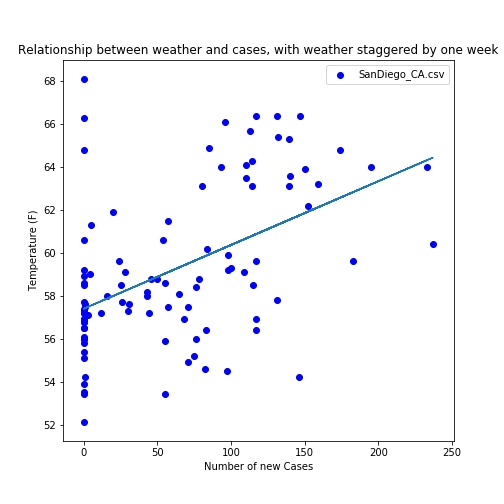 Relationship between weather and cases, with weather staggered by one week
SanDiego_CA.csv
68
66
64
62
60
58
56
54
52
Temperature (F)
0 50 100 150 200 250
Number of new Cases